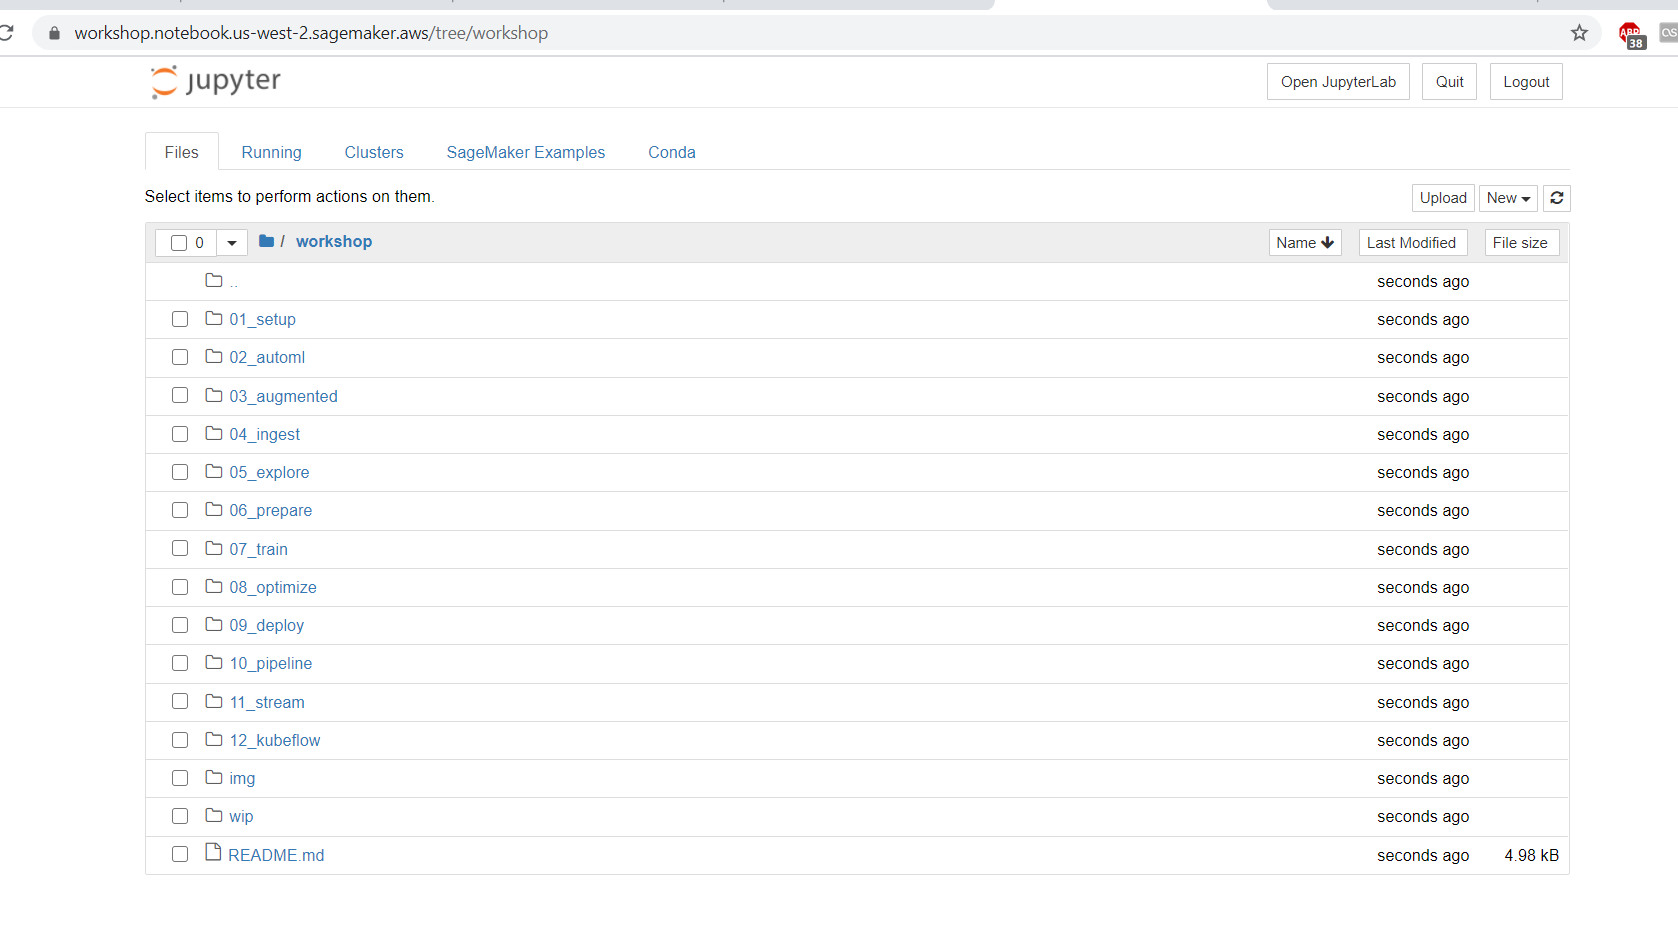 workshop.notebook.us-west-2.sagemaker.aws/tree/workshop
ABP
38
jupyter
Open JupyterLab Quit Logout
Files Running Clusters SageMaker Examples Conda
Select items to perform actions on them.
Upload New
0 / workshop Name Last Modified File size
.. seconds ago
01_setup seconds ago
02_automl seconds ago
03_augmented seconds ago
04_ingest seconds ago
05_explore seconds ago
06_prepare seconds ago
07_train seconds ago
08_optimize seconds ago
09_deploy seconds ago
10_pipeline seconds ago
11_stream seconds ago
12_kubeflow seconds ago
img seconds ago
wip seconds ago
README.md seconds ago 4.98 kB